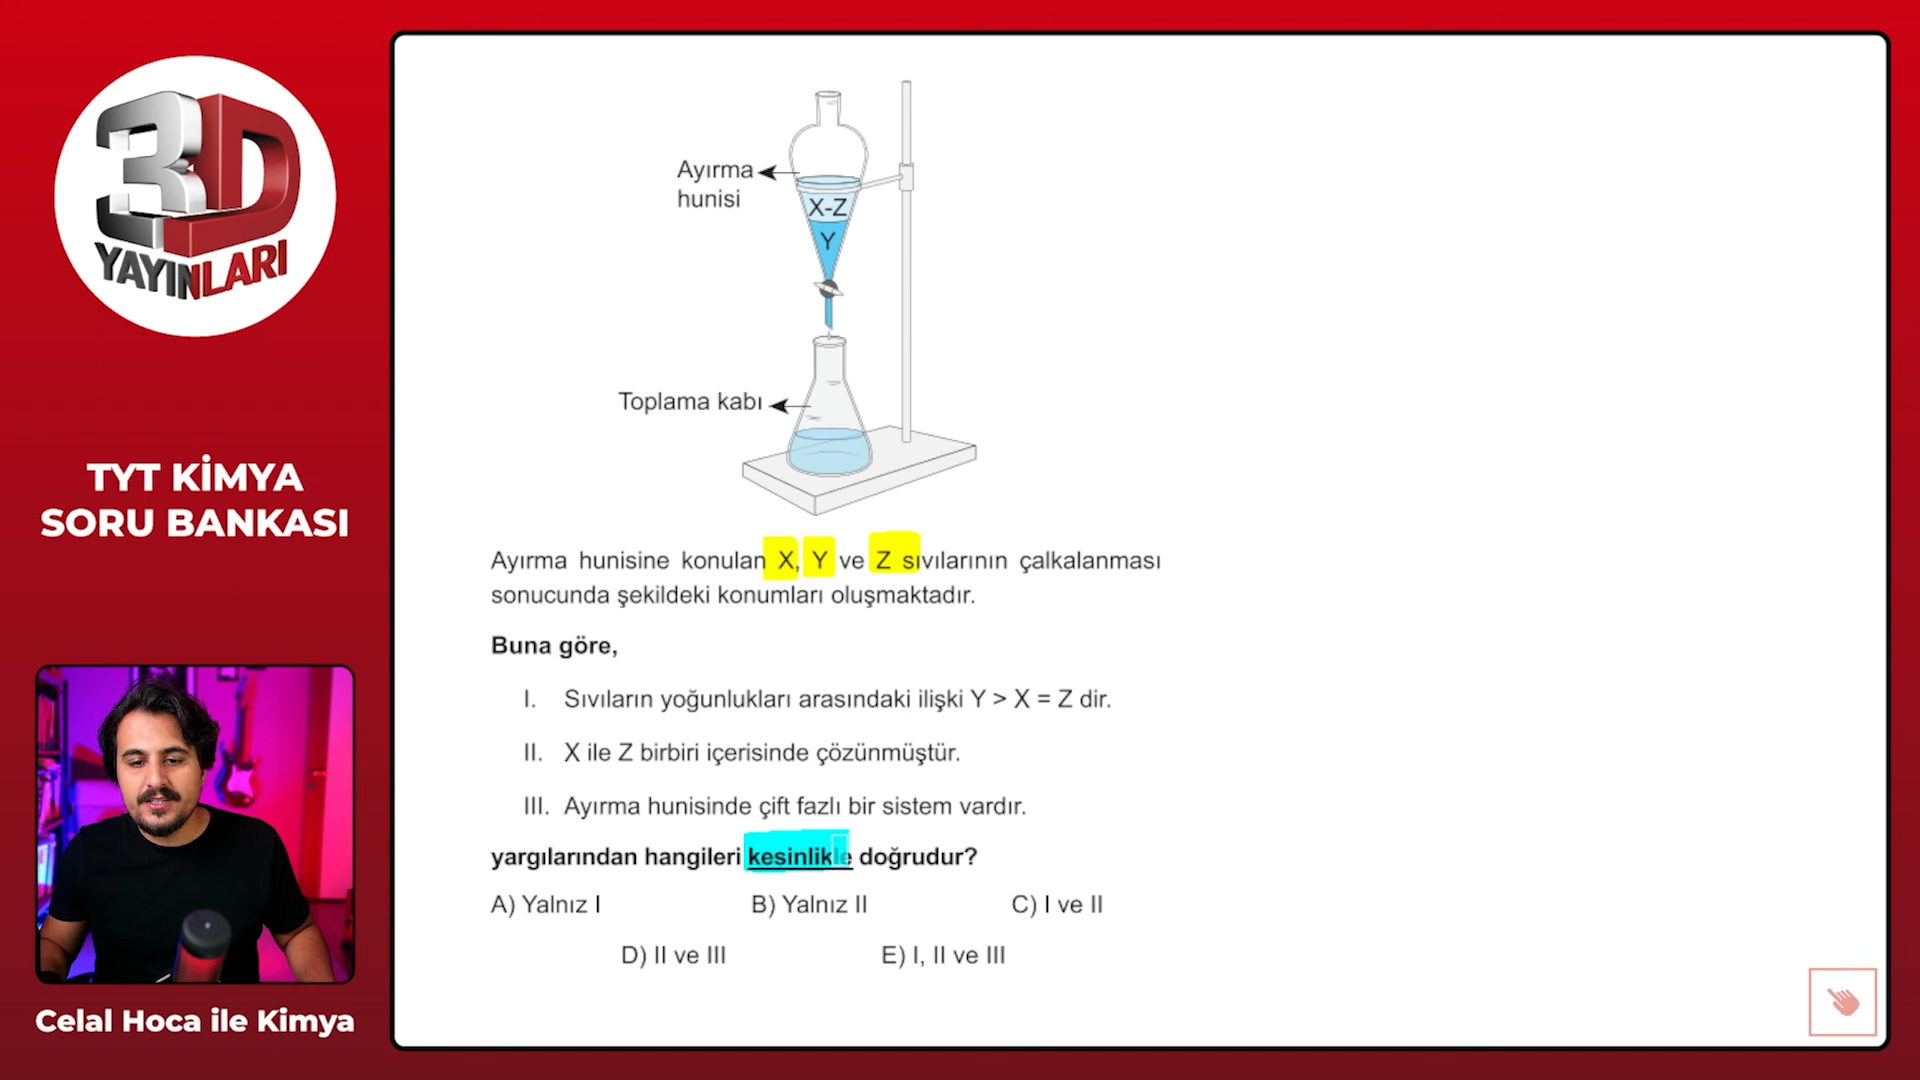 3D
YAYINLARI
TYT KİMYA
SORU BANKASI
Celal Hoca ile Kimya
Ayırma
hunisi
X-Z
Y
Toplama kabı
Ayırma hunisine konulan X, Y ve Z sıvılarının çalkalanması
sonucunda şekildeki konumları oluşmaktadır.
Buna göre,
I. Sıvıların yoğunlukları arasındaki ilişki Y > X = Z dir.
II. X ile Z birbiri içerisinde çözünmüştür.
III. Ayırma hunisinde çift fazlı bir sistem vardır.
yargılarından hangileri kesinlikle doğrudur?
A) Yalnız I B) Yalnız II C) I ve II
D) II ve III E) I, II ve III